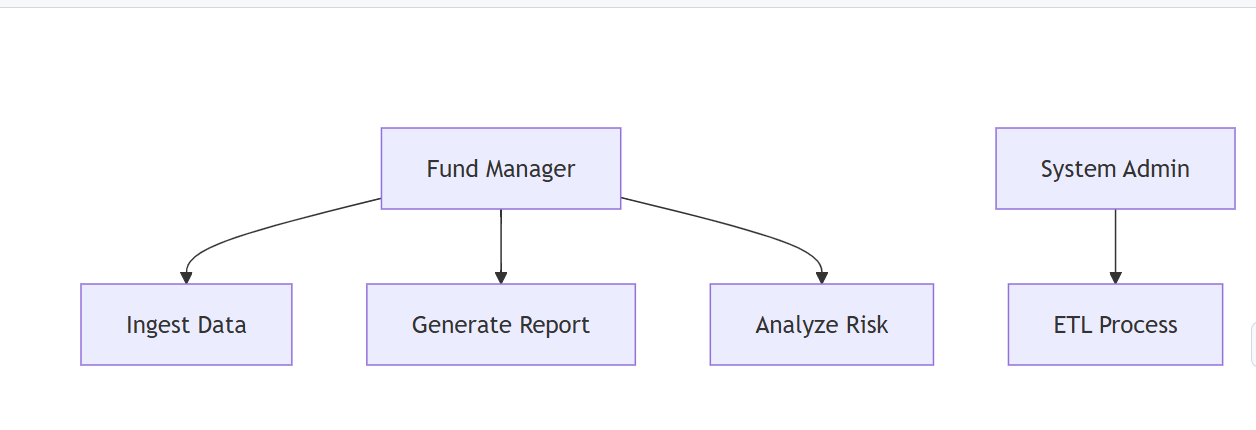 Fund Manager
System Admin
Ingest Data
Generate Report
Analyze Risk
ETL Process